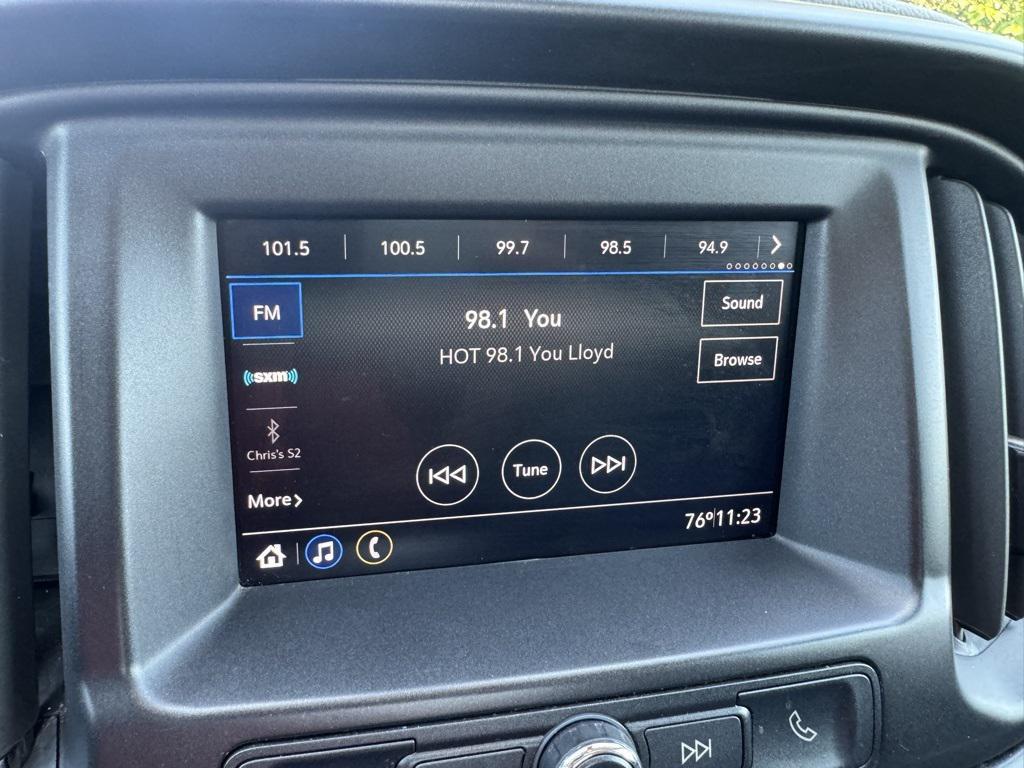 101.5 100.5 99.7 98.5 94.9
FM
Sound
98.1 You
HOT 98.1 You Lloyd
Browse
sxm
Chris's S2
Tune
More
76º 11:23